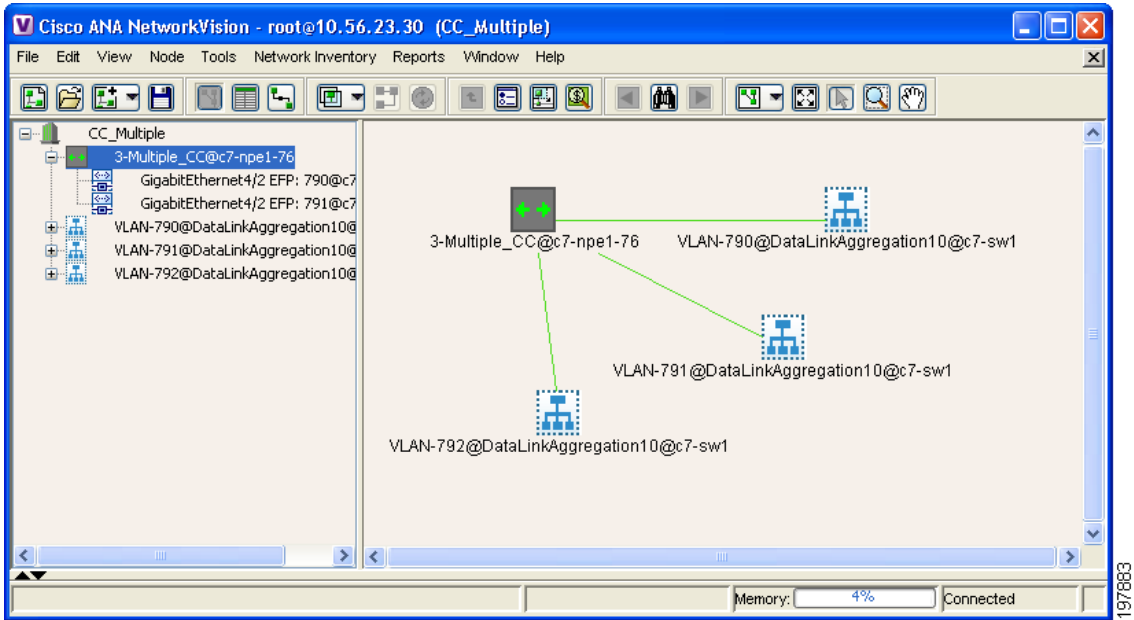 Cisco ANA NetworkVision - root@10.56.23.30 (CC_Multiple)
File Edit View Node Tools Network Inventory Reports Window Help
CC_Multiple
3-Multiple_CC@c7-npe1-76
GigabitEthernet4/2 EFP: 790@c7
GigabitEthernet4/2 EFP: 791@c7
VLAN-790@DataLinkAggregation10@
VLAN-791@DataLinkAggregation10@
VLAN-792@DataLinkAggregation10@
3-Multiple_CC@c7-npe1-76 VLAN-790@DataLinkAggregation10@c7-sw1
VLAN-791@DataLinkAggregation10@c7-sw1
VLAN-792@DataLinkAggregation10@c7-sw1
Memory: 4% Connected
197883